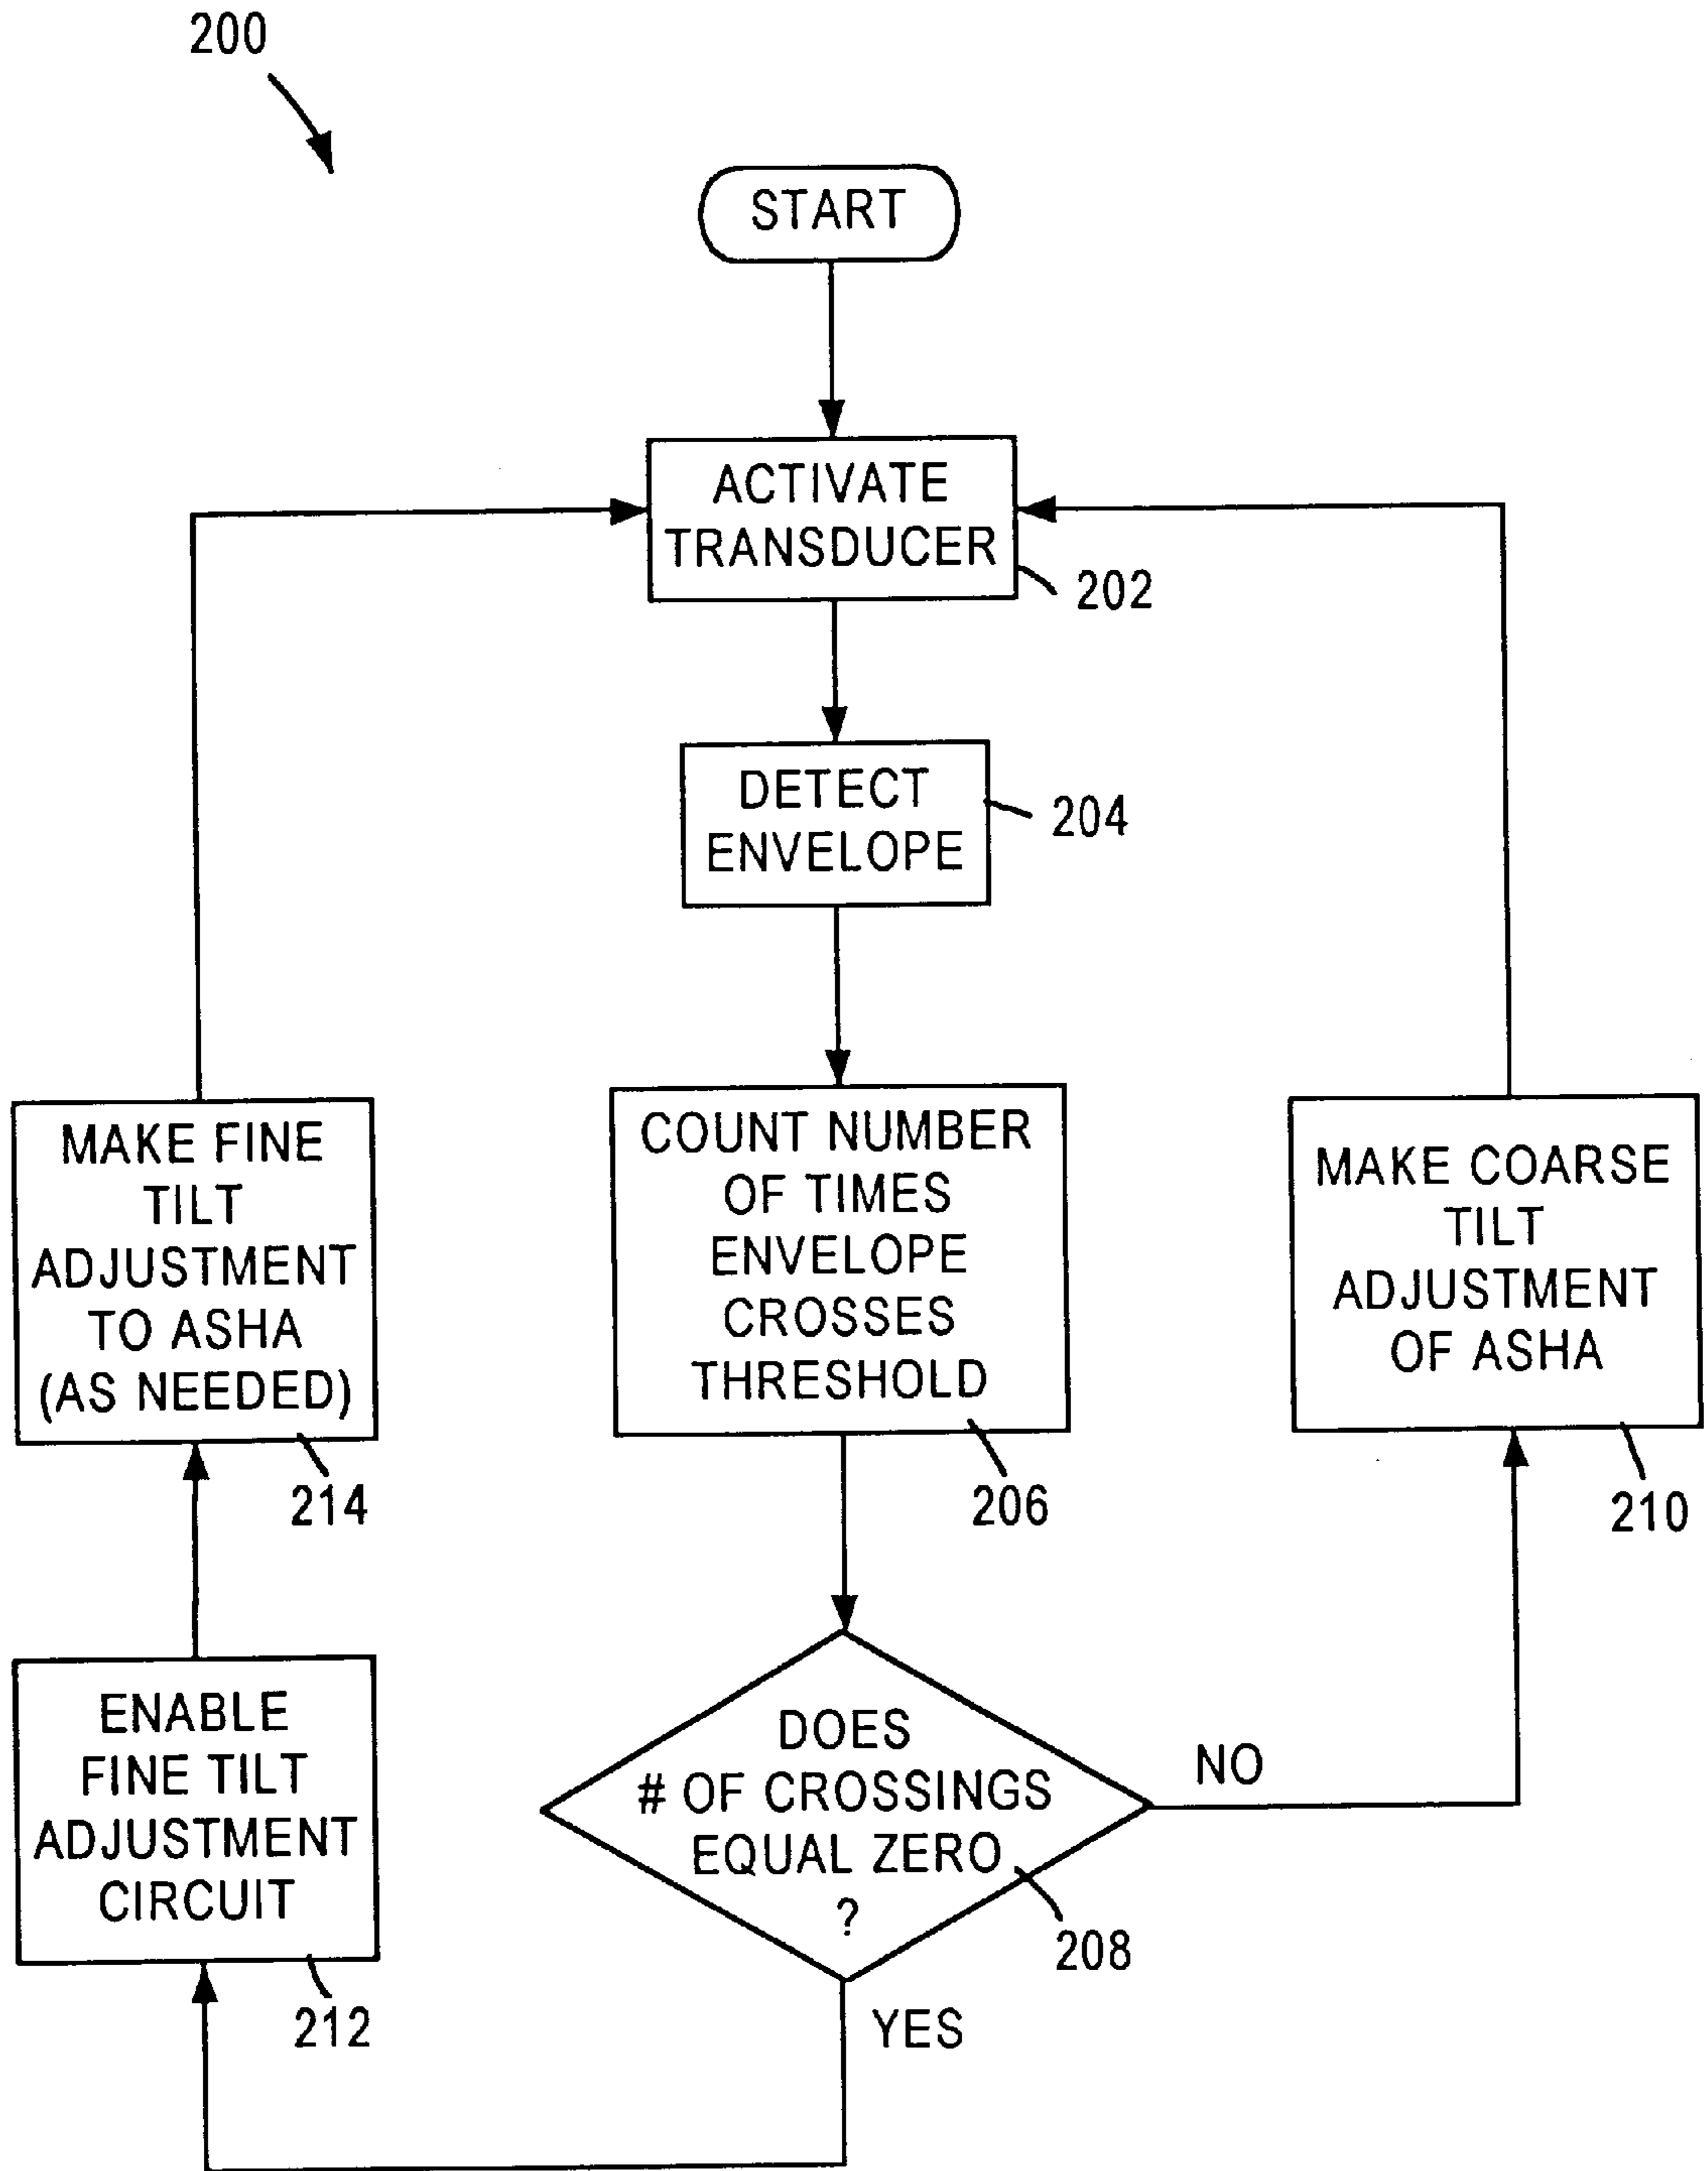 200
START
ACTIVATE
TRANSDUCER
202
DETECT
ENVELOPE
204
COUNT NUMBER
OF TIMES
ENVELOPE
CROSSES
THRESHOLD
206
DOES
# OF CROSSINGS
EQUAL ZERO
?
208
NO
YES
MAKE COARSE
TILT
ADJUSTMENT
OF ASHA
210
ENABLE
FINE TILT
ADJUSTMENT
CIRCUIT
212
MAKE FINE
TILT
ADJUSTMENT
TO ASHA
(AS NEEDED)
214